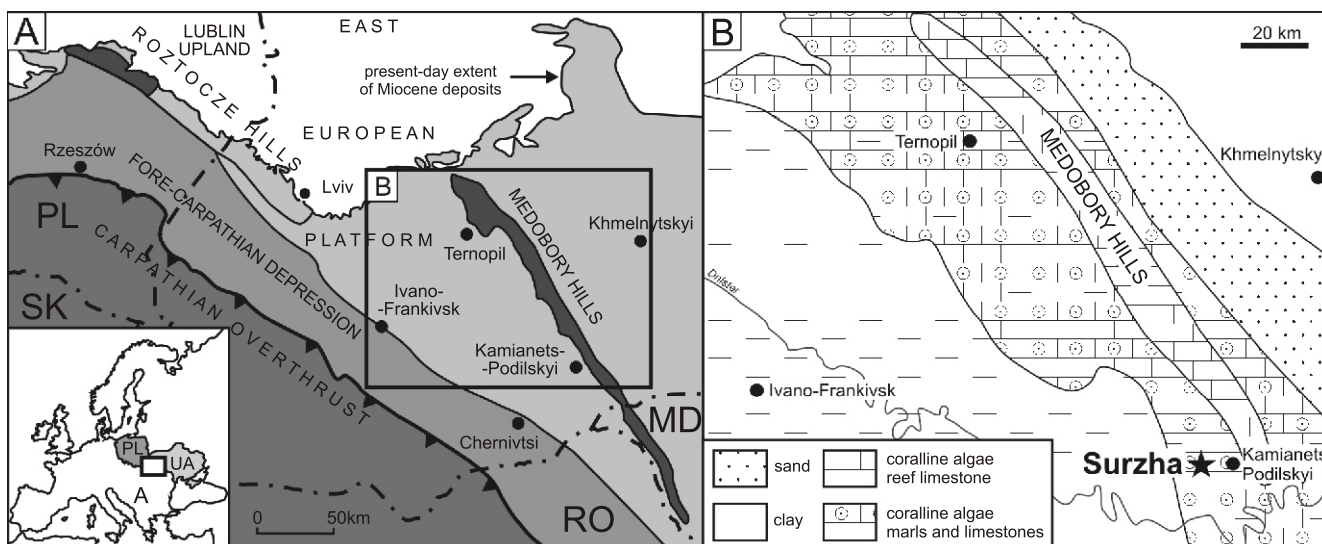 A
LUBLIN
UPLAND
EAST
ROZTOCZE HILLS
present-day extent
of Miocene deposits
EUROPEAN
Rzeszów
Lviv
B
PL
FORE-CARPATHIAN DEPRESSION
PLATFORM
MEDOBORY HILLS
Khmelnytskyi
Ternopil
CARPATHIAN OVERTHRUST
SK
Ivano-
-Frankivsk
Kamianets-
-Podilskyi
MD
Chernivtsi
RO
0 50km
PL
UA
A
B
20 km
Ternopil
MEDOBORY HILLS
Khmelnytsky
Dnister
Ivano-Frankivsk
Surzha
Kamianets
Podilskyi
sand
coralline algae
reef limestone
clay
coralline algae
marls and limestones